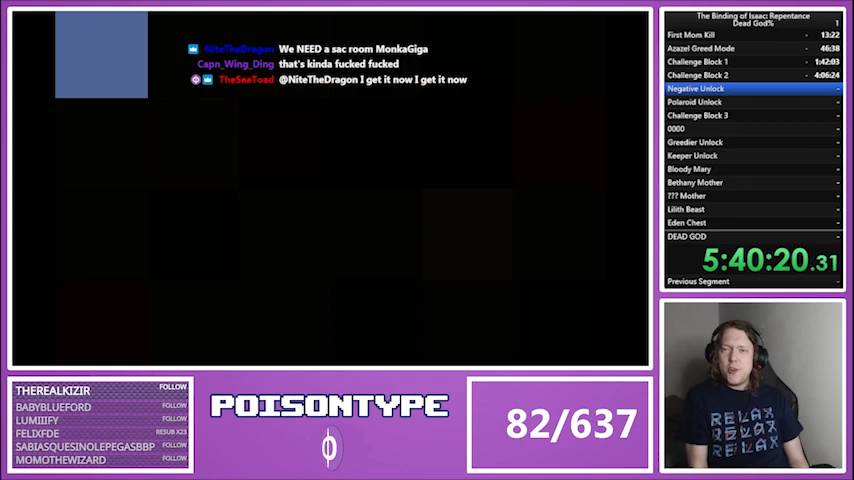 NiteTheDragon We NEED a sac room MonkaGiga
Capn_Wing_Ding that's kinda fucked fucked
TheSeaToad @NiteTheDragon I get it now I get it now
The Binding of Isaac: Repentance
Dead God% 1
First Mom Kill - 13:22
Azazel Greed Mode - 46:38
Challenge Block 1 - 1:42:03
Challenge Block 2 - 4:06:24
Negative Unlock -
Polaroid Unlock -
Challenge Block 3 -
0000 -
Greedier Unlock -
Keeper Unlock -
Bloody Mary -
Bethany Mother -
??? Mother -
Lilith Beast -
Eden Chest -
DEAD GOD -
5:40:20.31
Previous Segment -
THEREALKIZIR FOLLOW
BABYBLUEFORD FOLLOW
LUMIIIFY FOLLOW
FELIXFDE RESUB X23
SABIASQUESINOLEPEGASBBP FOLLOW
MOMOTHEWIZARD FOLLOW
POISONTYPE
82/637
RELAX
RELAX
RELAX